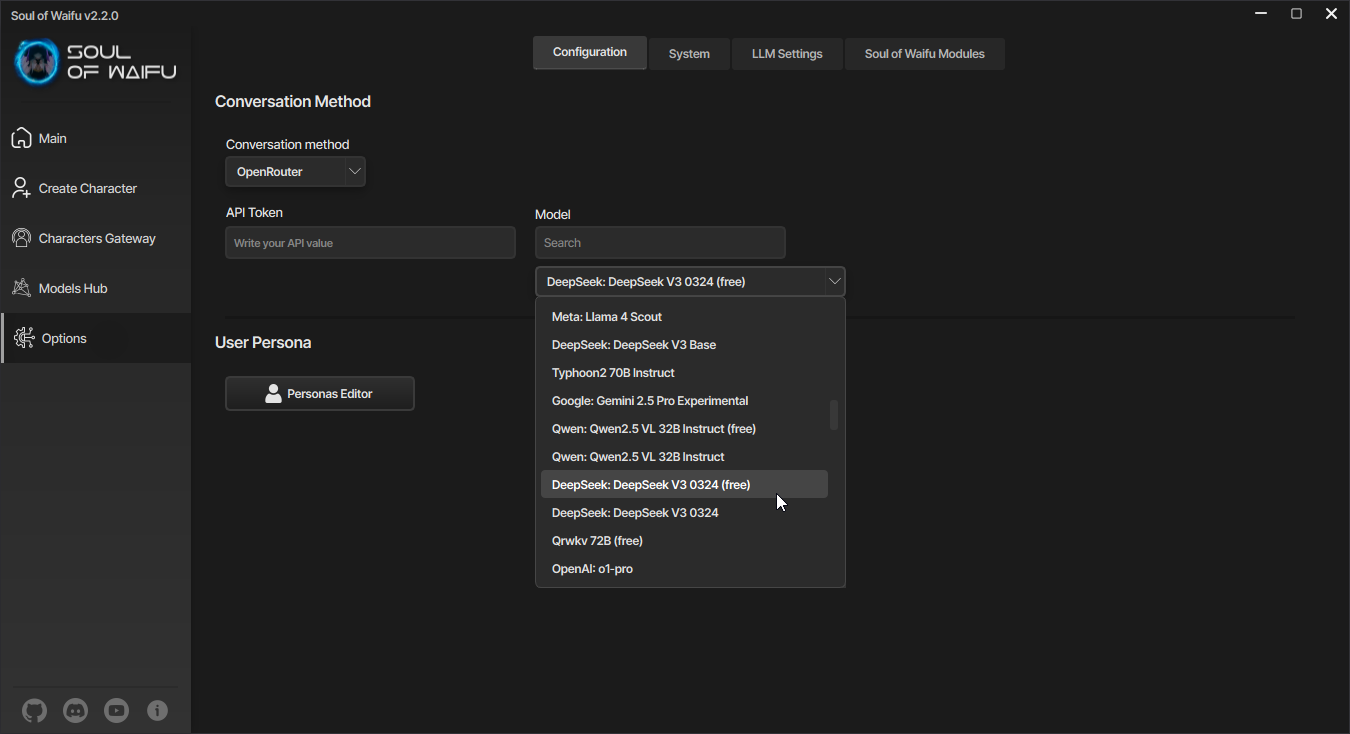 Soul of Waifu v2.2.0
SOUL
OF WAIFU
Main
Create Character
Characters Gateway
Models Hub
Options
Configuration
System
LLM Settings
Soul of Waifu Modules
Conversation Method
Conversation method
OpenRouter
API Token
Write your API value
Model
Search
DeepSeek: DeepSeek V3 0324 (free)
Meta: Llama 4 Scout
DeepSeek: DeepSeek V3 Base
Typhoon2 70B Instruct
Google: Gemini 2.5 Pro Experimental
Qwen: Qwen2.5 VL 32B Instruct (free)
Qwen: Qwen2.5 VL 32B Instruct
DeepSeek: DeepSeek V3 0324 (free)
DeepSeek: DeepSeek V3 0324
Qrwkv 72B (free)
OpenAI: o1-pro
User Persona
Personas Editor